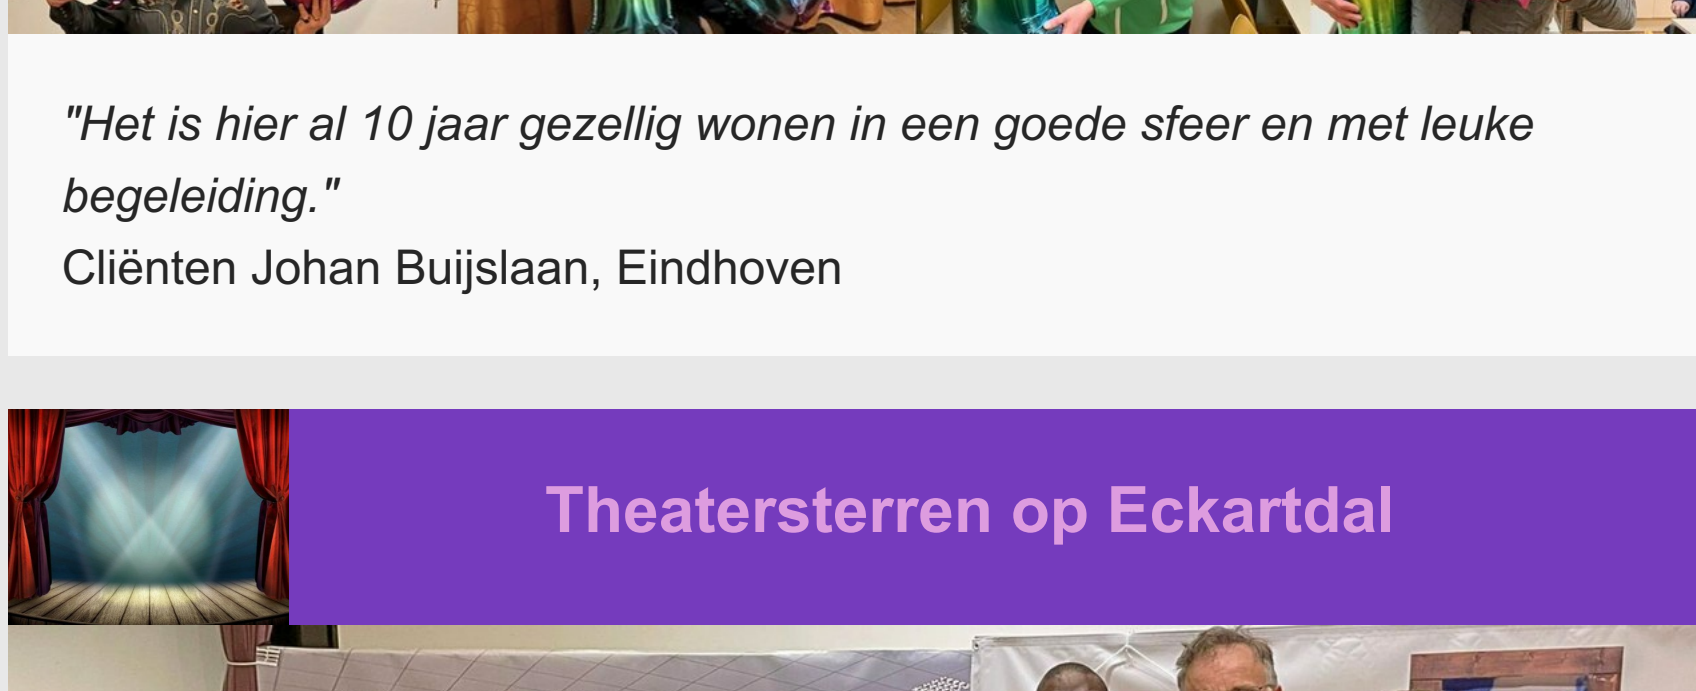 "Het is hier al 10 jaar gezellig wonen in een goede sfeer en met leuke
begeleiding."
Cliënten Johan Buijslaan, Eindhoven
Theatersterren op Eckartdal